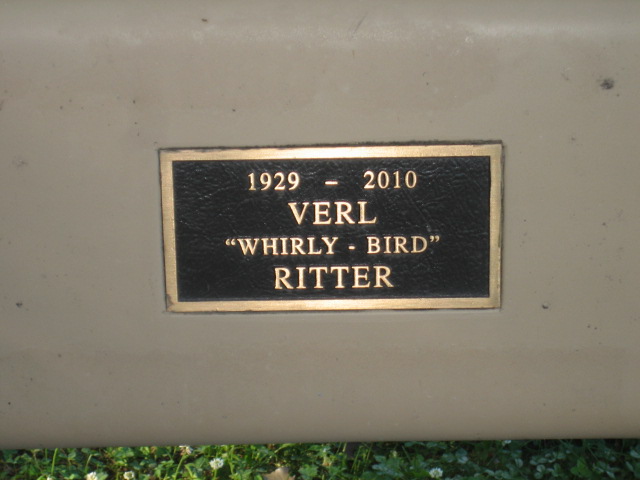 1929 – 2010
VERL
“WHIRLY - BIRD”
RITTER